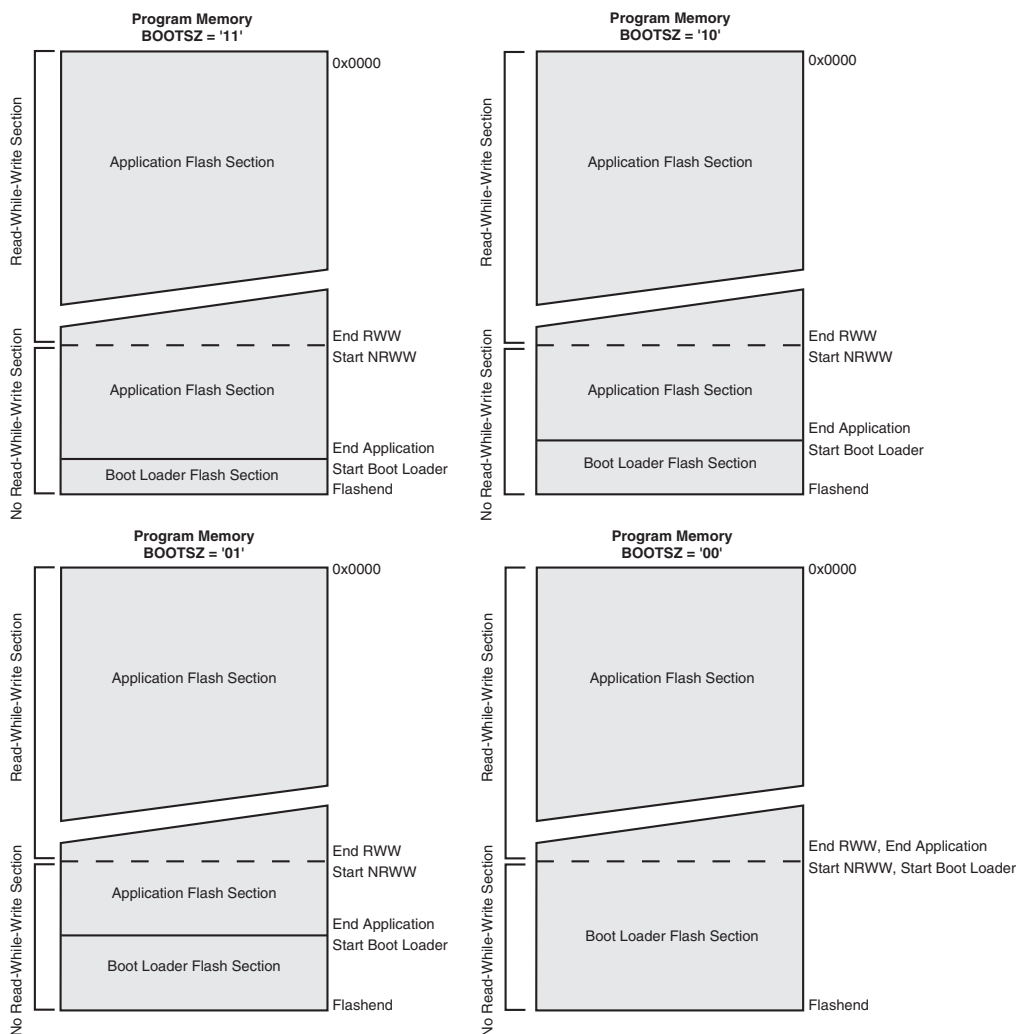 Program Memory
BOOTSZ = '11'
0x0000
Read-While-Write Section
Application Flash Section
End RWW
Start NRWW
No Read-While-Write Section
Application Flash Section
End Application
Start Boot Loader
Boot Loader Flash Section
Flashend
Program Memory
BOOTSZ = '10'
0x0000
Read-While-Write Section
Application Flash Section
End RWW
Start NRWW
No Read-While-Write Section
Application Flash Section
End Application
Start Boot Loader
Boot Loader Flash Section
Flashend
Program Memory
BOOTSZ = '01'
0x0000
Read-While-Write Section
Application Flash Section
End RWW
Start NRWW
No Read-While-Write Section
Application Flash Section
End Application
Start Boot Loader
Boot Loader Flash Section
Flashend
Program Memory
BOOTSZ = '00'
0x0000
Read-While-Write Section
Application Flash Section
End RWW, End Application
Start NRWW, Start Boot Loader
No Read-While-Write Section
Boot Loader Flash Section
Flashend